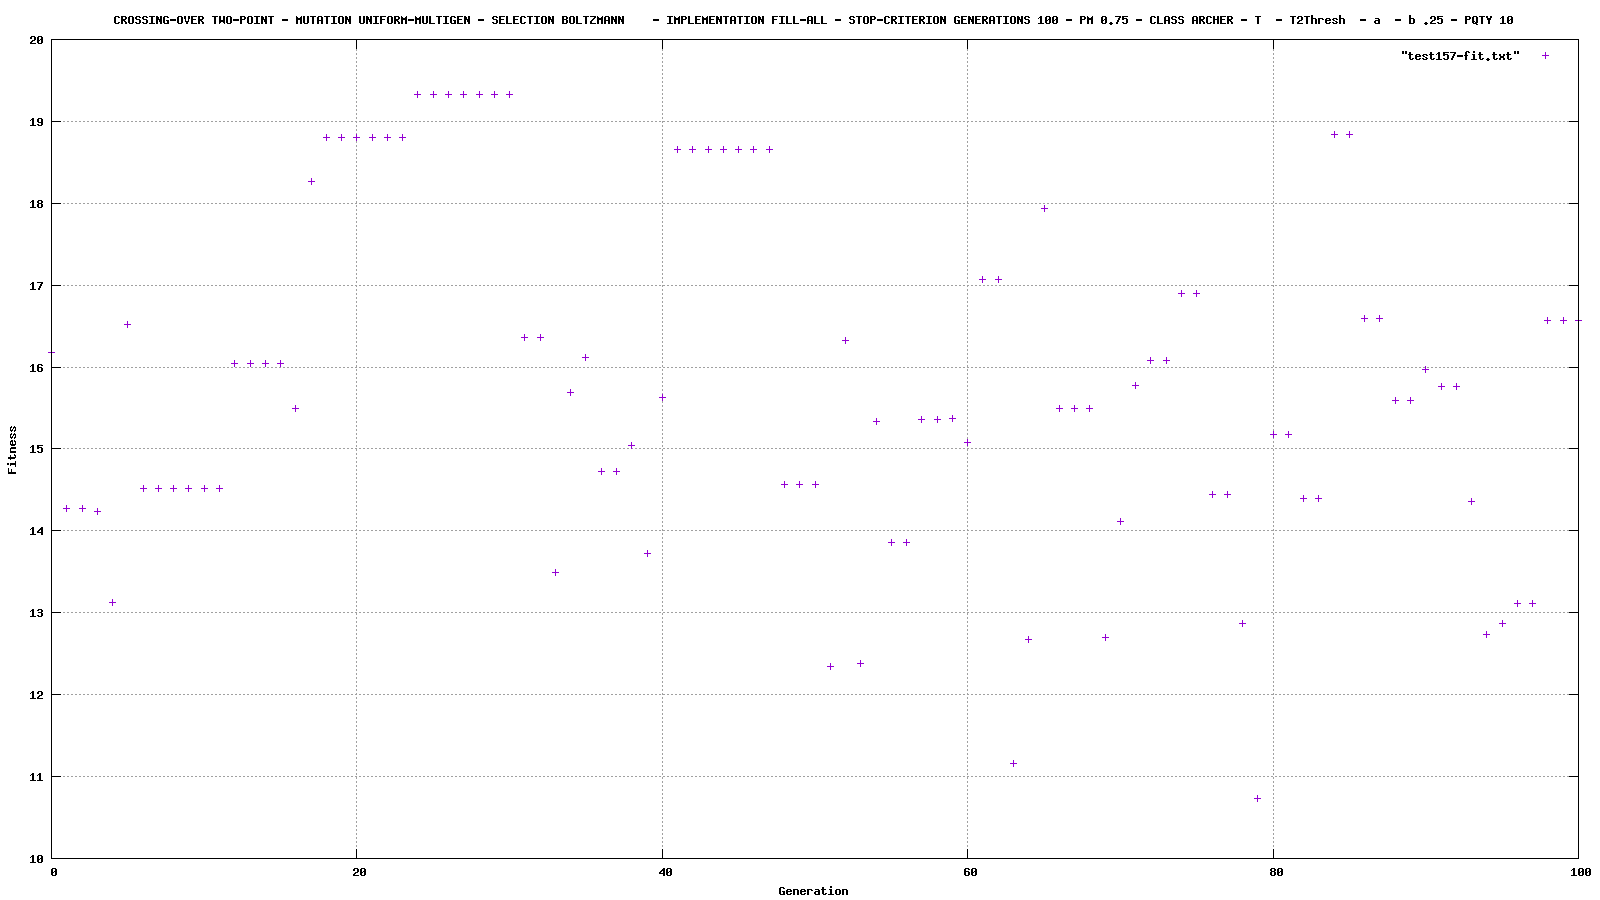 CROSSING-OVER TWO-POINT - MUTATION UNIFORM-MULTIGEN - SELECTION BOLTZMANN    - IMPLEMENTATION FILL-ALL - STOP-CRITERION GENERATIONS 100 - PM 0.75 - CLASS ARCHER - T  - T2Thresh  - a  - b .25 - PQTY 10
"test157-fit.txt"
20
19
18
17
16
15
14
13
12
11
10
Fitness
0 20 40 60 80 100
Generation